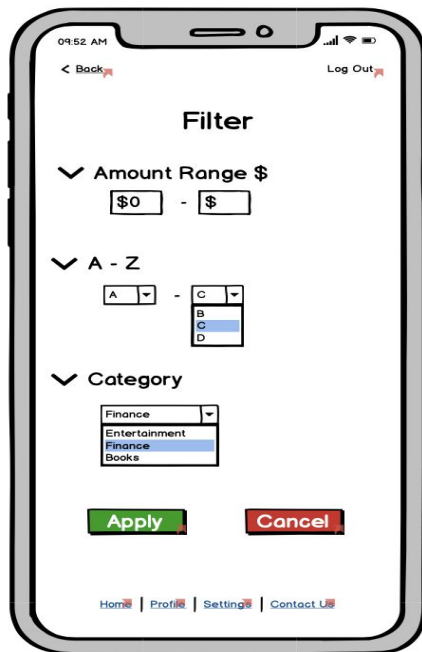 09:52 AM
< Back
Log Out
Filter
Amount Range $
$0 - $
A - Z
A - C
B
C
D
Category
Finance
Entertainment
Finance
Books
Apply
Cancel
Home | Profile | Settings | Contact Us